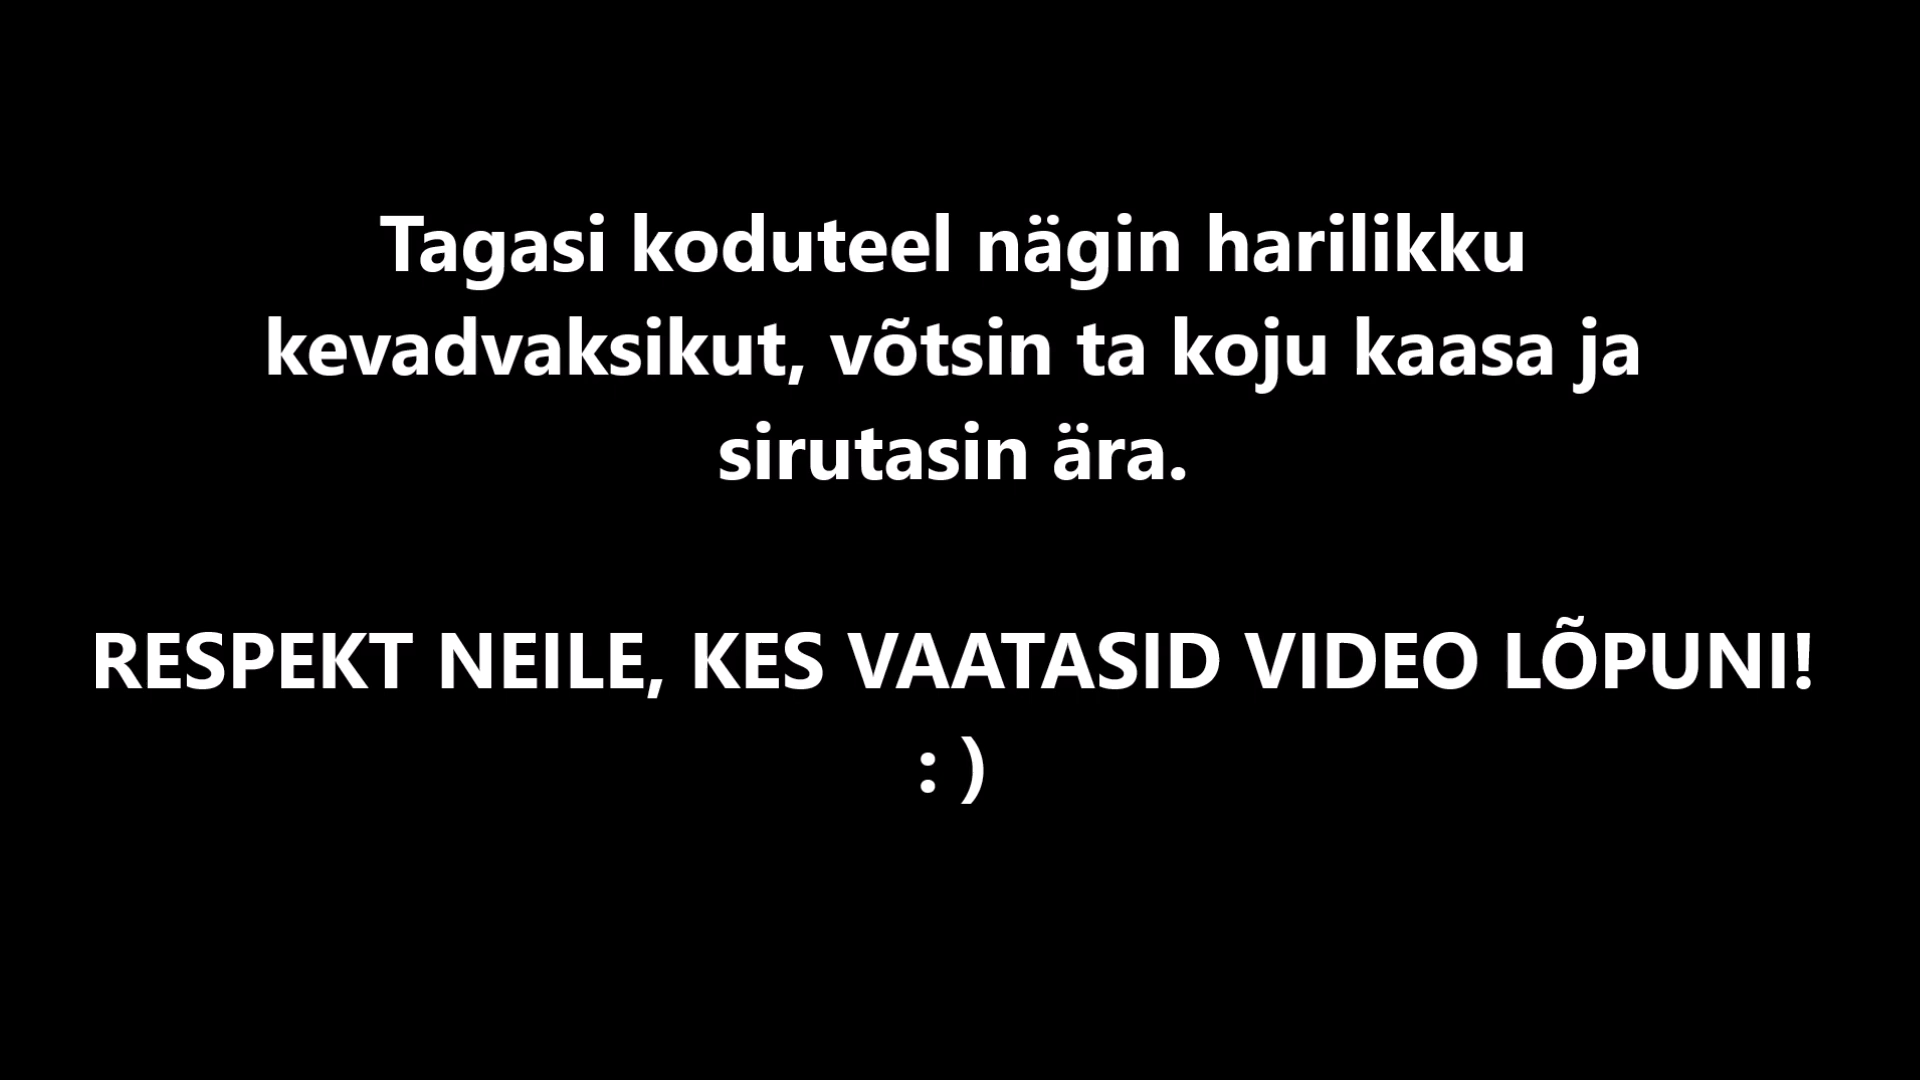 Tagasi koduteel nägin harilikku
kevadvaksikut, võtsin ta koju kaasa ja
sirutasin ära.
RESPEKT NEILE, KES VAATASID VIDEO LÕPUNI!
: )